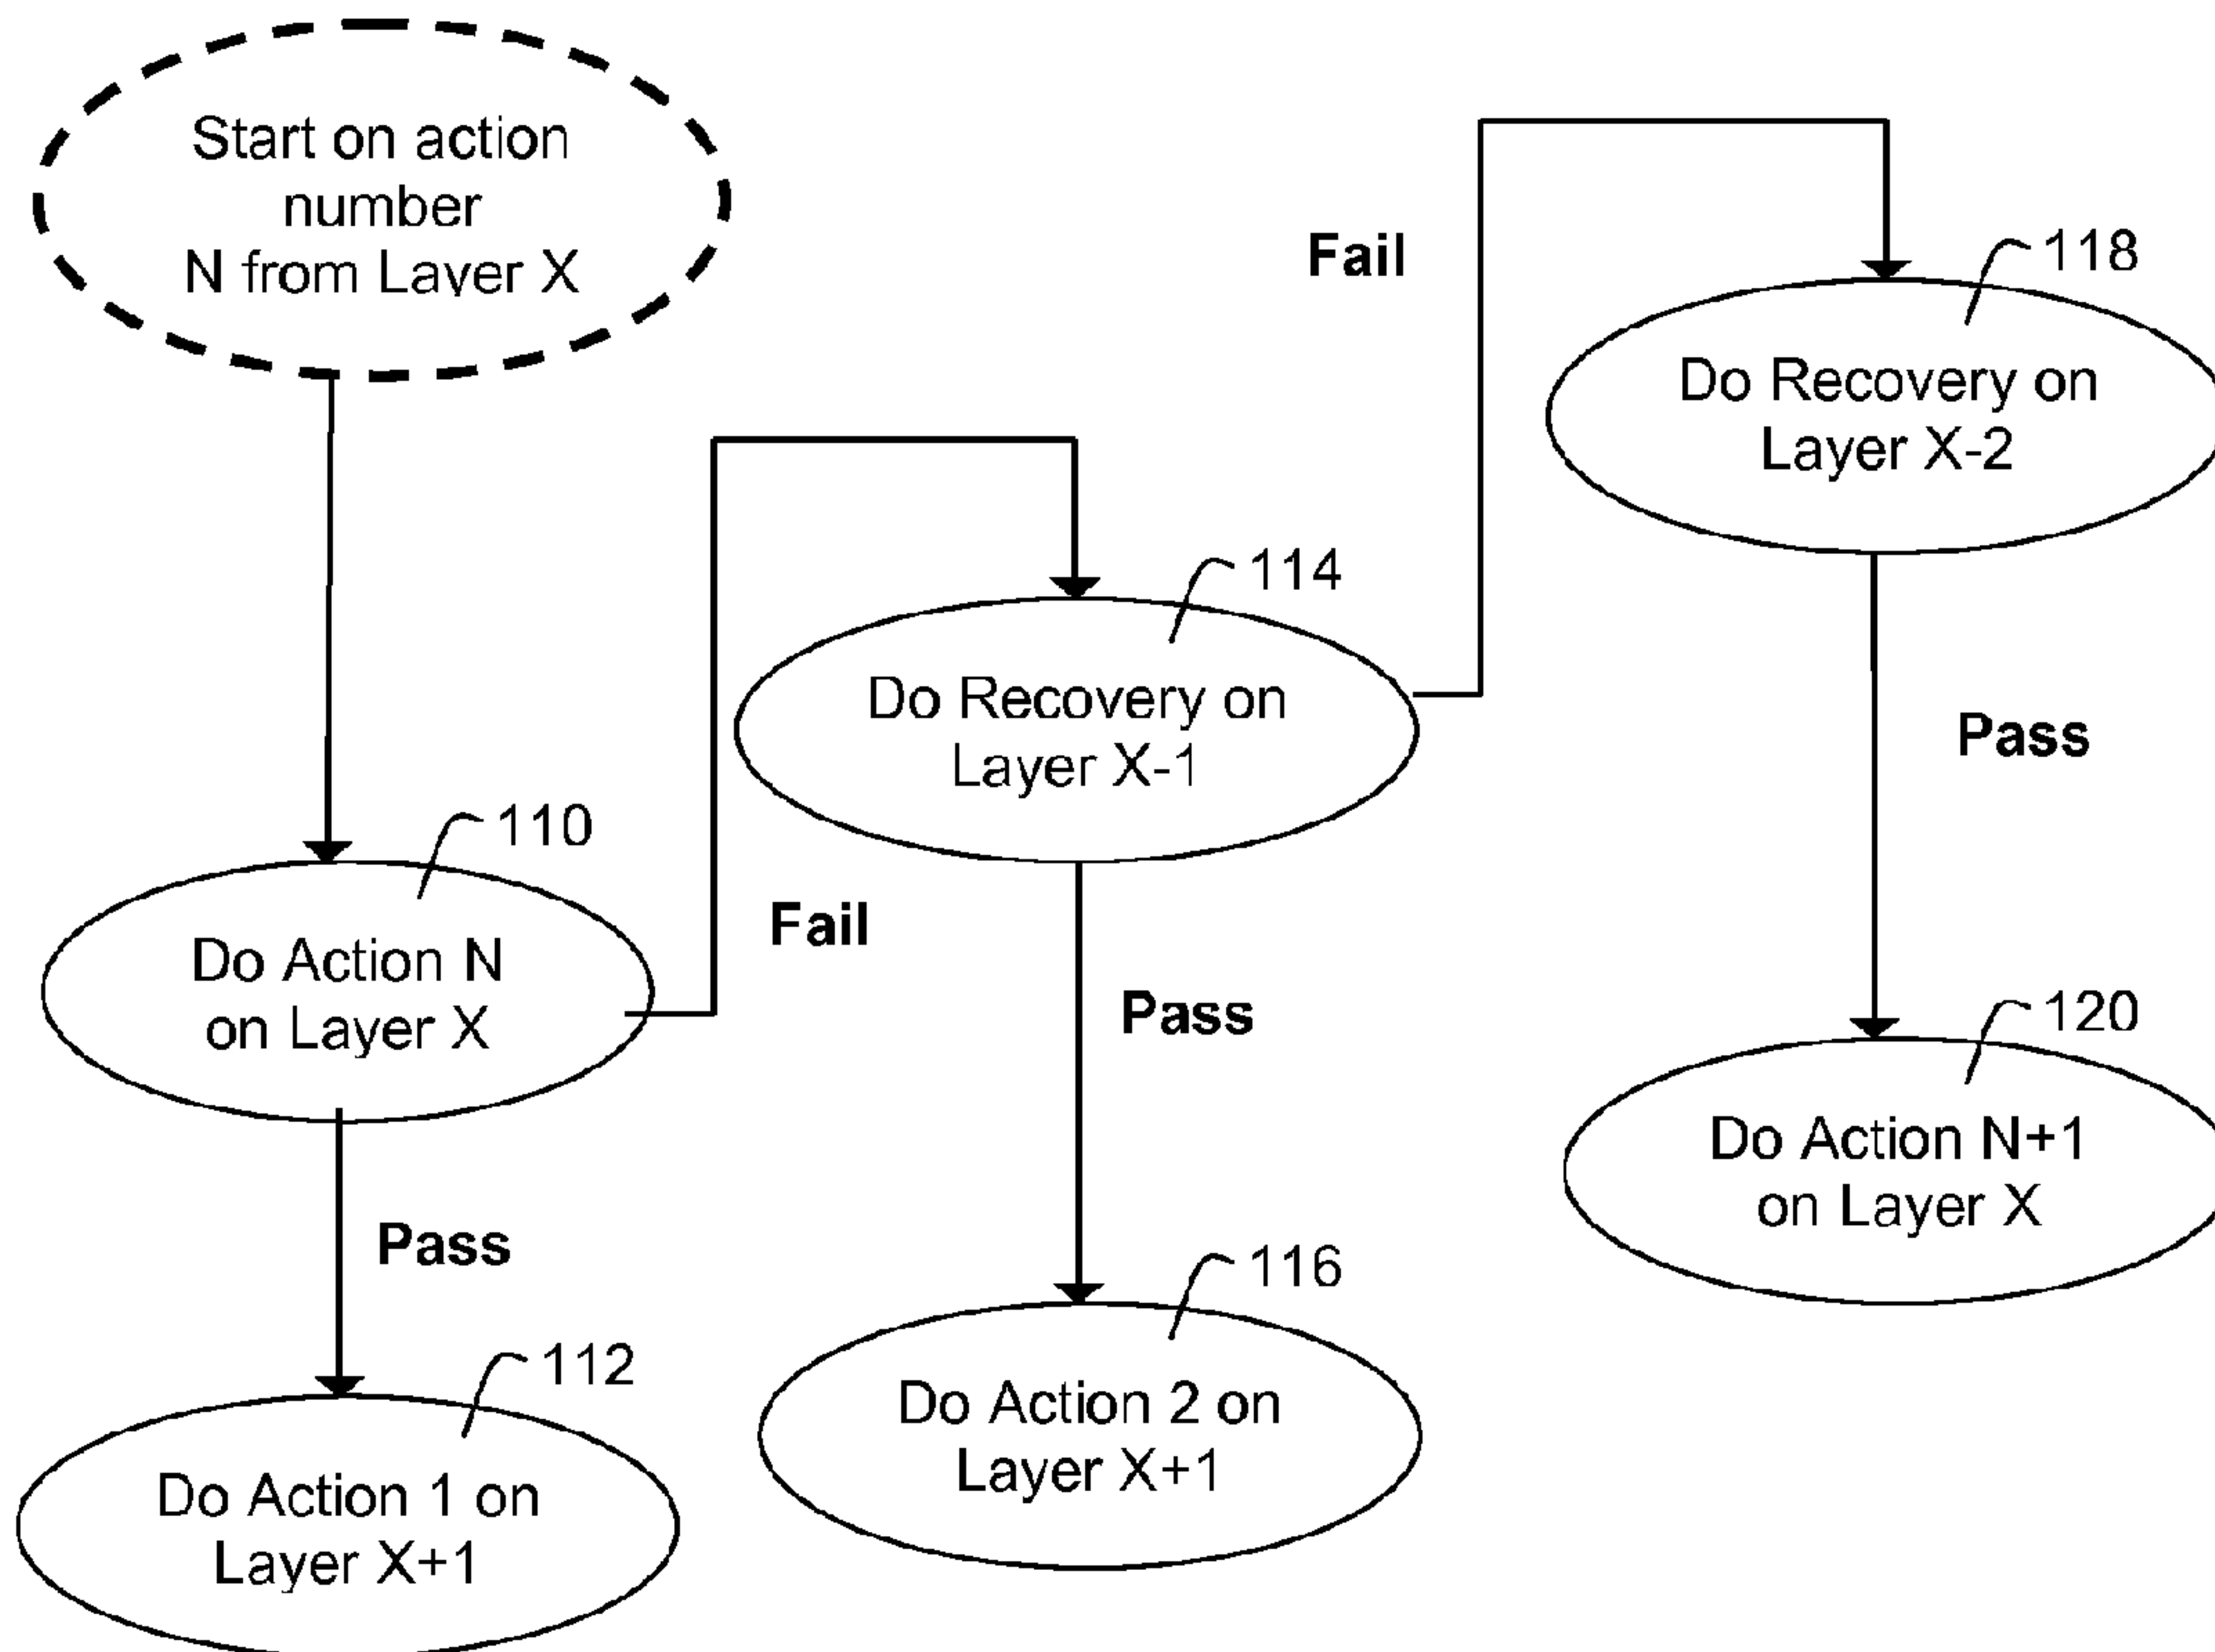 Start on action
number
N from Layer X
Fail
118
Do Recovery on
Layer X-2
114
Do Recovery on
Layer X-1
Pass
110
Do Action N
on Layer X
Fail
Pass
120
Do Action N+1
on Layer X
Pass
116
Do Action 2 on
Layer X+1
112
Do Action 1 on
Layer X+1